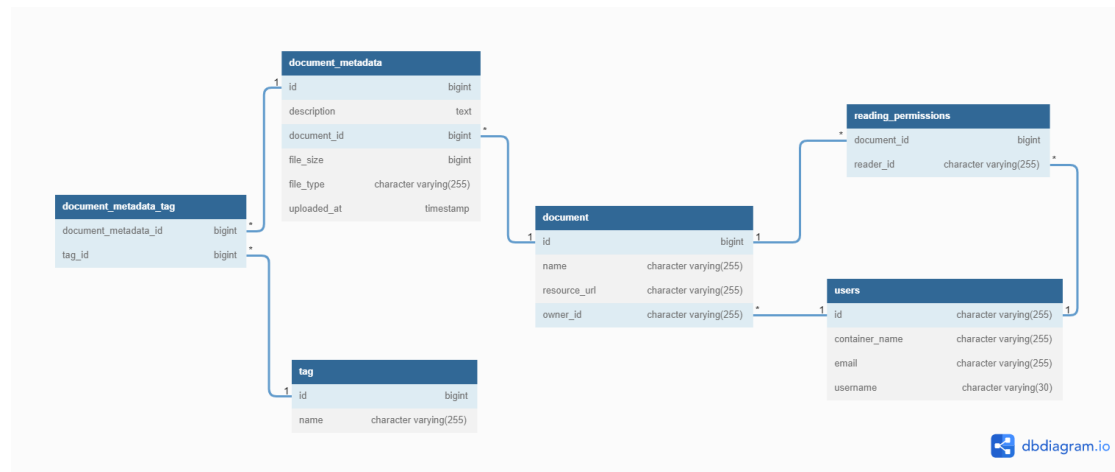 document_metadata
1
id bigint
description text
document_id bigint
*
file_size bigint
file_type character varying(255)
uploaded_at timestamp
reading_permissions
*
document_id bigint
*
reader_id character varying(255)
document_metadata_tag
document_metadata_id bigint
*
tag_id bigint
*
document
1
id bigint
1
name character varying(255)
resource_url character varying(255)
owner_id character varying(255)
*
users
1
id character varying(255)
1
container_name character varying(255)
email character varying(255)
username character varying(30)
tag
1
id bigint
name character varying(255)
dbdiagram.io